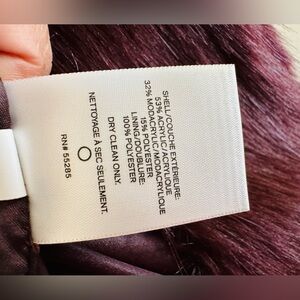 SHELL/COUCHE EXTÉRIEURE:
53% ACRYLIC/ACRYLIQUE
32% MODACRYLIC/MODACRYLIQUE
15% POLYESTER
LINING/DOUBLURE:
100% POLYESTER
DRY CLEAN ONLY.
NETTOYAGE À SEC SEULEMENT.
RN# 55285